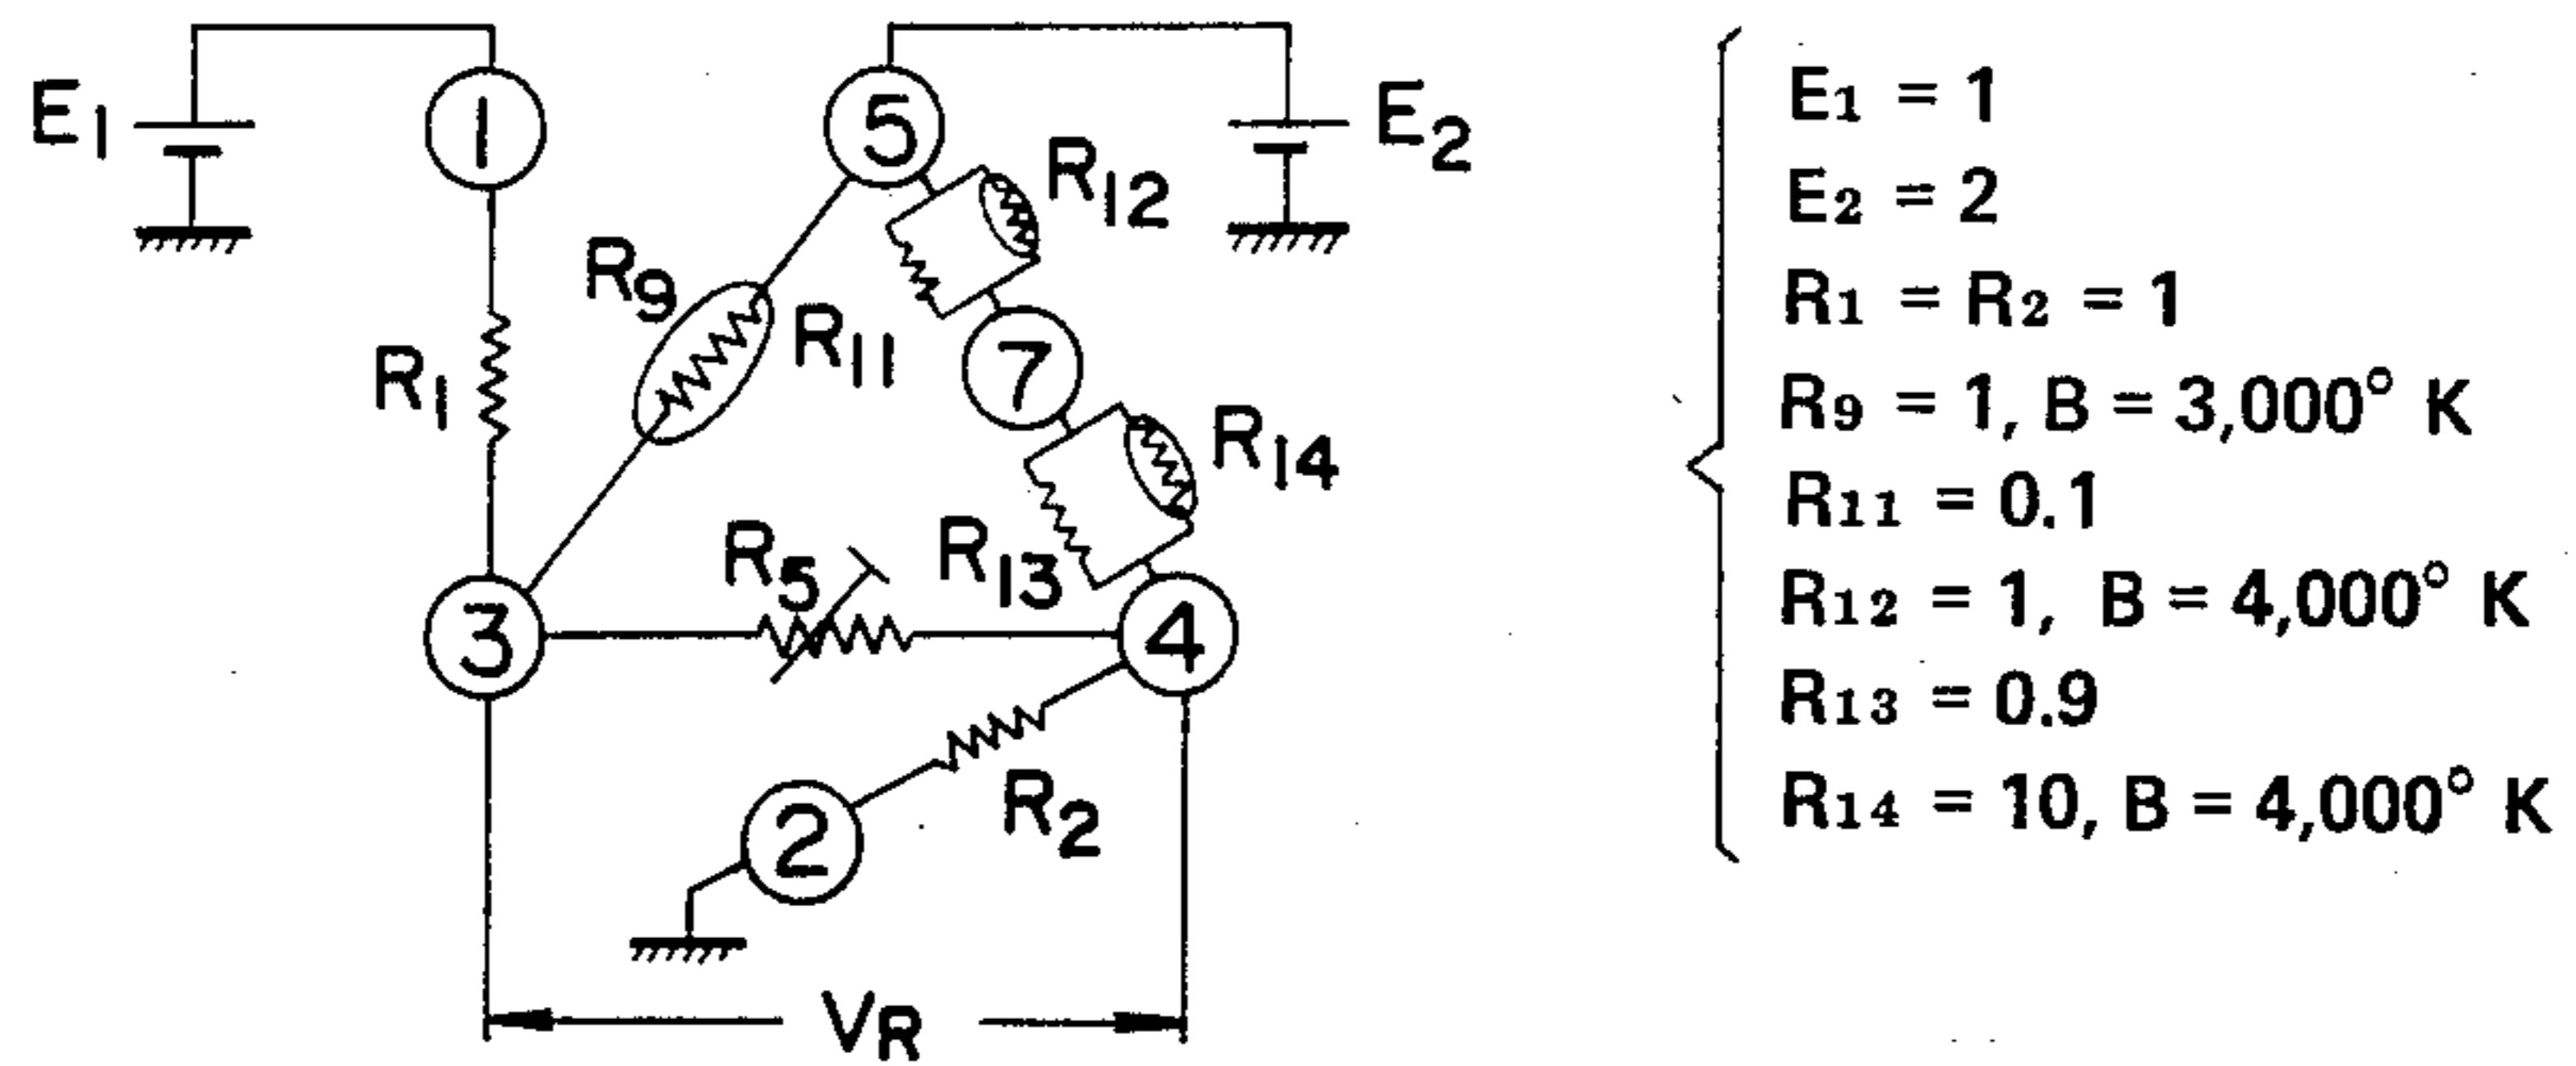 E1
1
5
E2
R12
R9
R11
7
R1
R14
R5
R13
3
4
R2
2
VR
E1 = 1
E2 = 2
R1 = R2 = 1
R9 = 1, B = 3,000° K
R11 = 0.1
R12 = 1, B = 4,000° K
R13 = 0.9
R14 = 10, B = 4,000° K